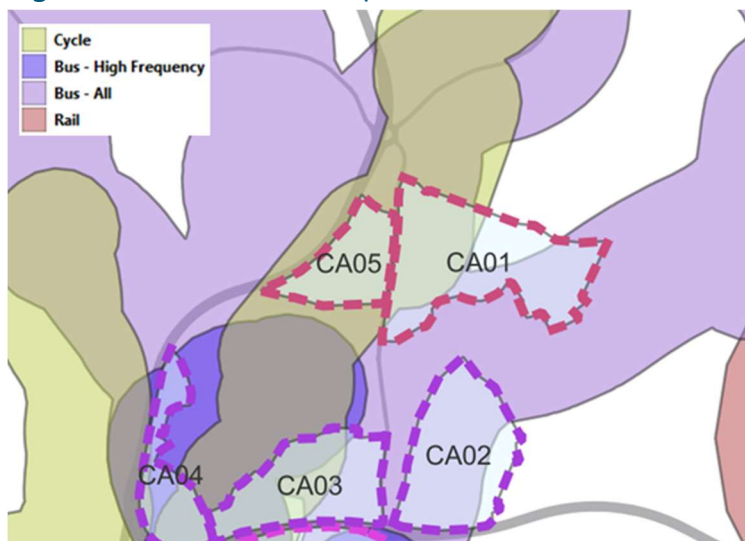 Cycle
Bus - High Frequency
Bus - All
Rail
CA05
CA01
CA04
CA03
CA02